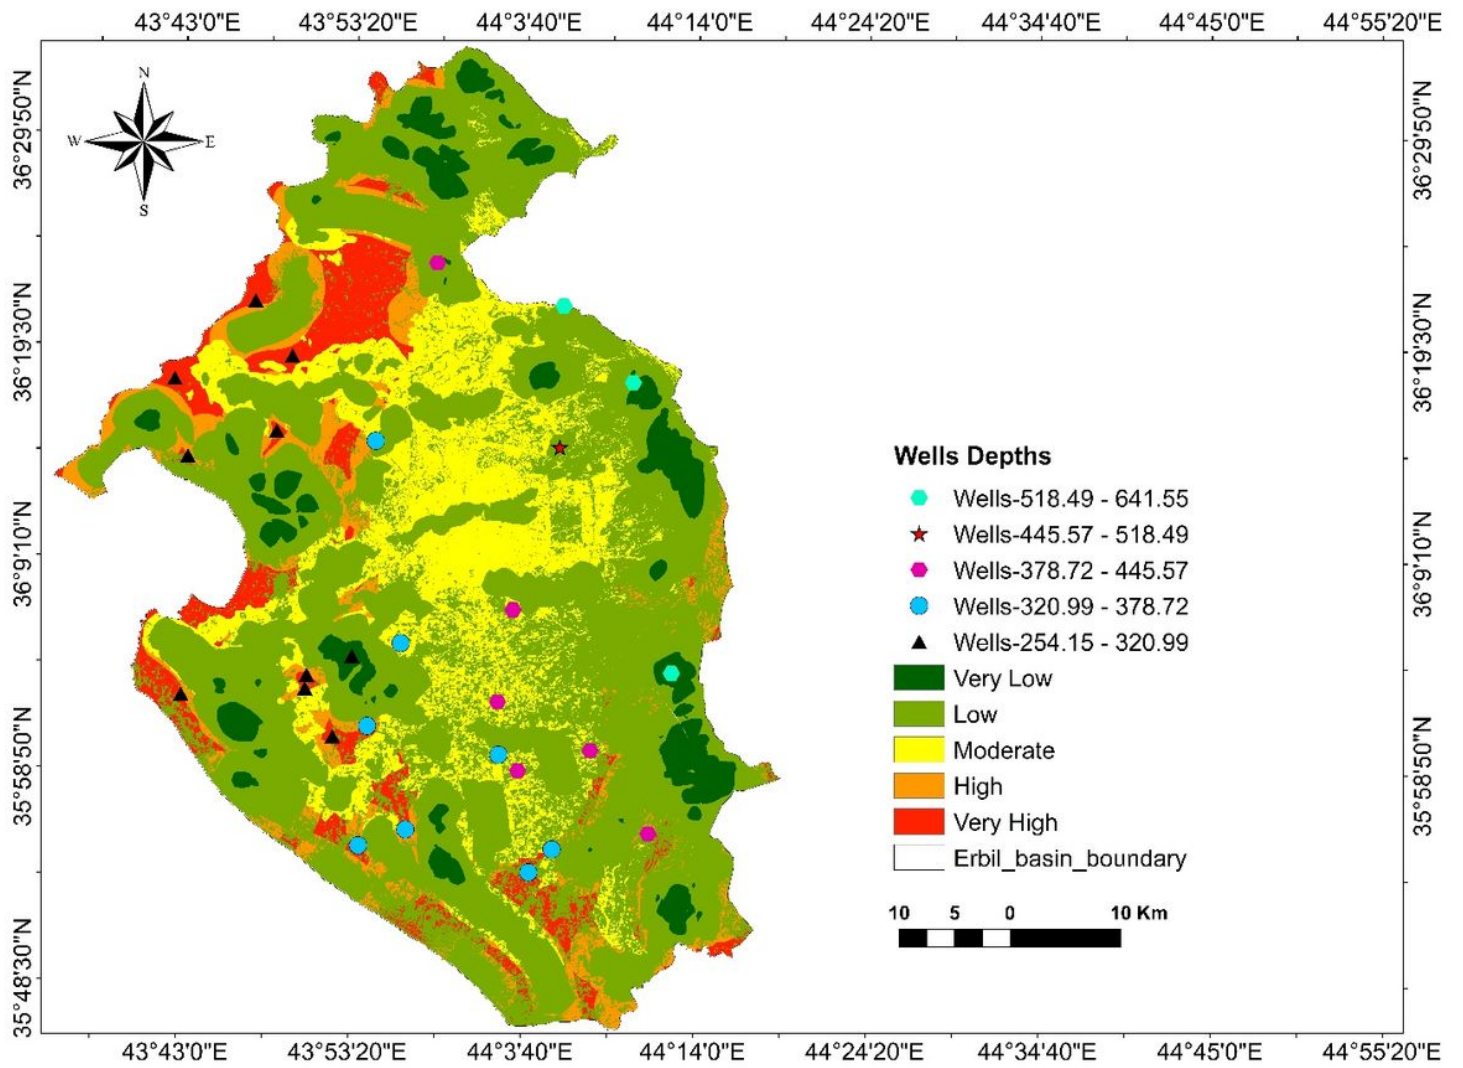 43°43'0"E 43°53'20"E 44°3'40"E 44°14'0"E 44°24'20"E 44°34'40"E 44°45'0"E 44°55'20"E
N
W E
S
36°29'50"N 36°29'50"N
36°19'30"N 36°19'30"N
36°9'10"N 36°9'10"N
35°58'50"N 35°58'50"N
35°48'30"N
Wells Depths
Wells-518.49 - 641.55
Wells-445.57 - 518.49
Wells-378.72 - 445.57
Wells-320.99 - 378.72
Wells-254.15 - 320.99
Very Low
Low
Moderate
High
Very High
Erbil_basin_boundary
10 5 0 10 Km
43°43'0"E 43°53'20"E 44°3'40"E 44°14'0"E 44°24'20"E 44°34'40"E 44°45'0"E 44°55'20"E